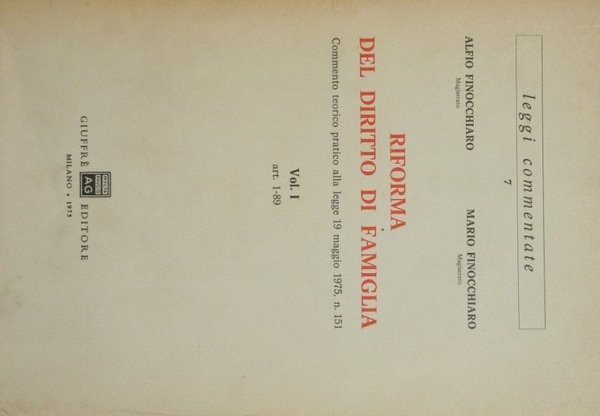 leggi commentate
7
ALFIO FINOCCHIARO
Magistrato
MARIO FINOCCHIARO
Magistrato
RIFORMA
DEL DIRITTO DI FAMIGLIA
Commento teorico pratico alla legge 19 maggio 1975, n. 151
Vol. I
art. 1-89
GIUFFRÈ AG EDITORE
MILANO • 1975